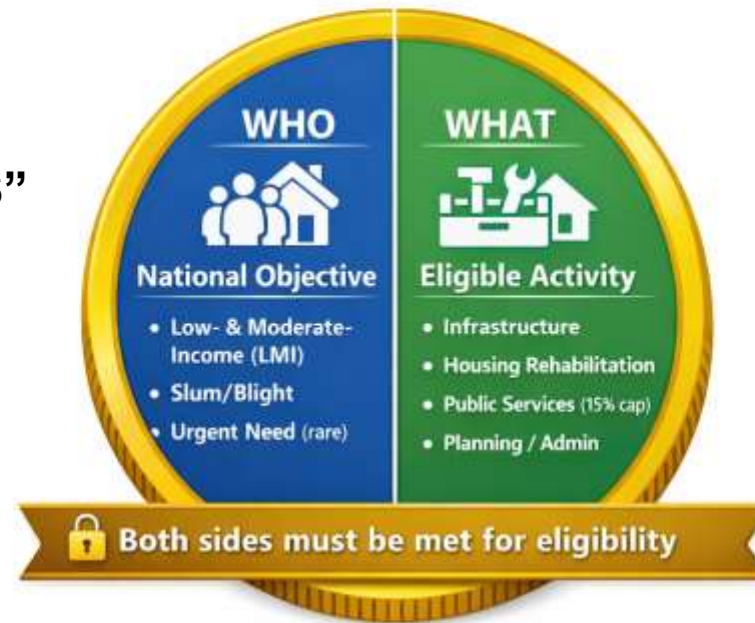 ”
WHO
National Objective
• Low- & Moderate-
Income (LMI)
• Slum/Blight
• Urgent Need (rare)
WHAT
Eligible Activity
• Infrastructure
• Housing Rehabilitation
• Public Services (15% cap)
• Planning / Admin
Both sides must be met for eligibility